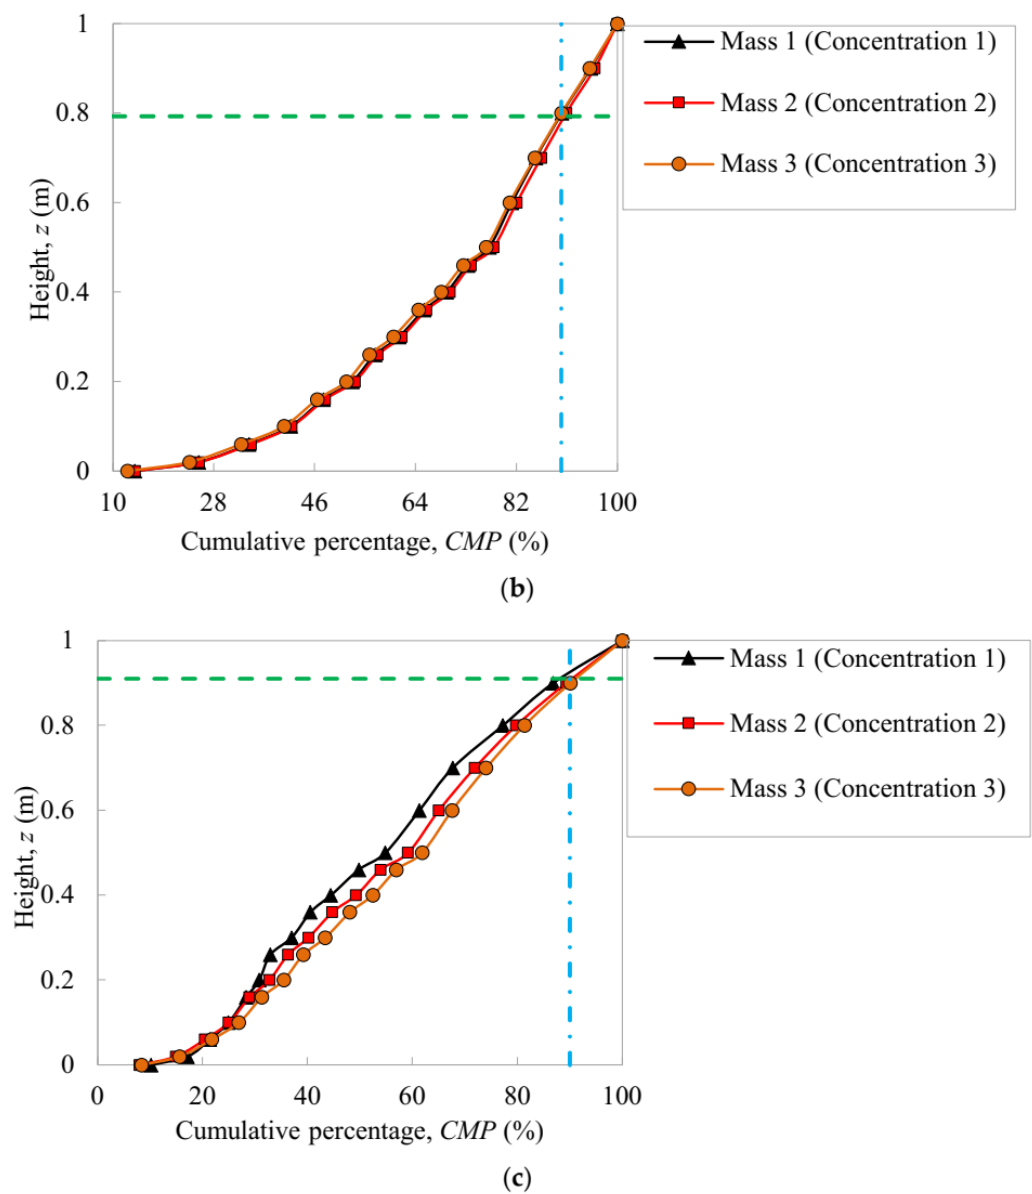 1
0.8
0.6
0.4
0.2
0
Height, z (m)
10 28 46 64 82 100
Cumulative percentage, CMP (%)
Mass 1 (Concentration 1)
Mass 2 (Concentration 2)
Mass 3 (Concentration 3)
(b)
1
0.8
0.6
0.4
0.2
0
Height, z (m)
0 20 40 60 80 100
Cumulative percentage, CMP (%)
Mass 1 (Concentration 1)
Mass 2 (Concentration 2)
Mass 3 (Concentration 3)
(c)